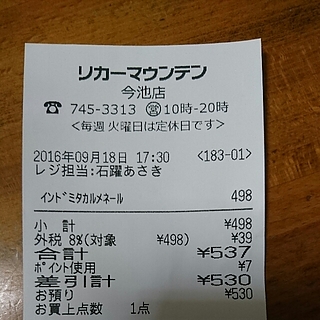 リカーマウンテン
今池店
☎ 745-3313 ㊺10時-20時
<毎週 火曜日は定休日です>
2016年09月18日 17:30 <183-01>
レジ担当:石躍あさき
インドミタカルメネール 498
小 計 ¥498
外税 8%(対象 ¥498) ¥39
合計 ¥537
ポイント使用 ¥7
差引計 ¥530
お預り ¥530
お買上点数 1点